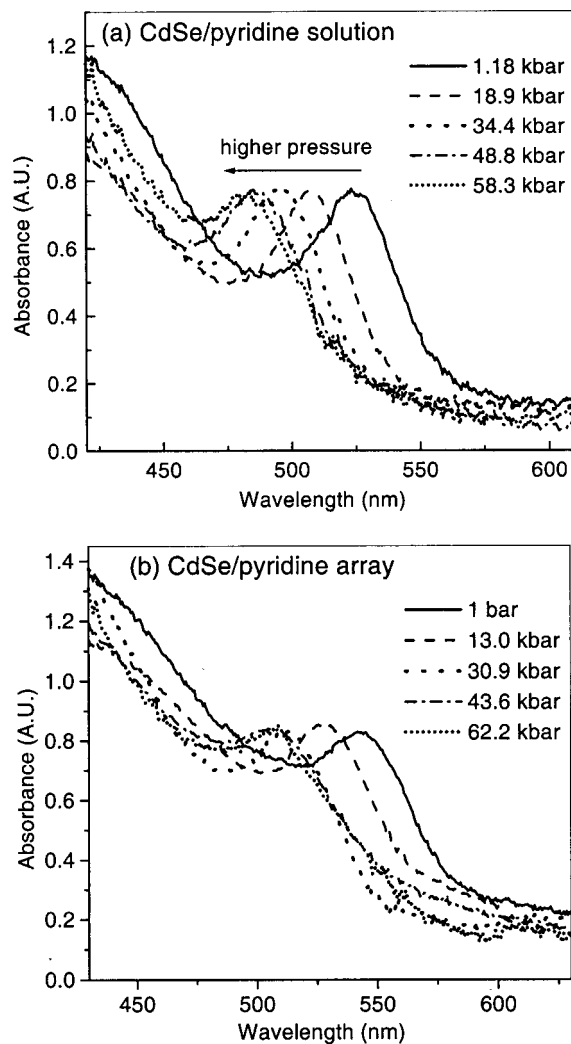 (a) CdSe/pyridine solution
1.18 kbar
18.9 kbar
34.4 kbar
48.8 kbar
58.3 kbar
higher pressure
Absorbance (A.U.)
1.2
1.0
0.8
0.6
0.4
0.2
0.0
450
500
550
600
Wavelength (nm)
(b) CdSe/pyridine array
1 bar
13.0 kbar
30.9 kbar
43.6 kbar
62.2 kbar
Absorbance (A.U.)
1.4
1.2
1.0
0.8
0.6
0.4
0.2
0.0
450
500
550
600
Wavelength (nm)